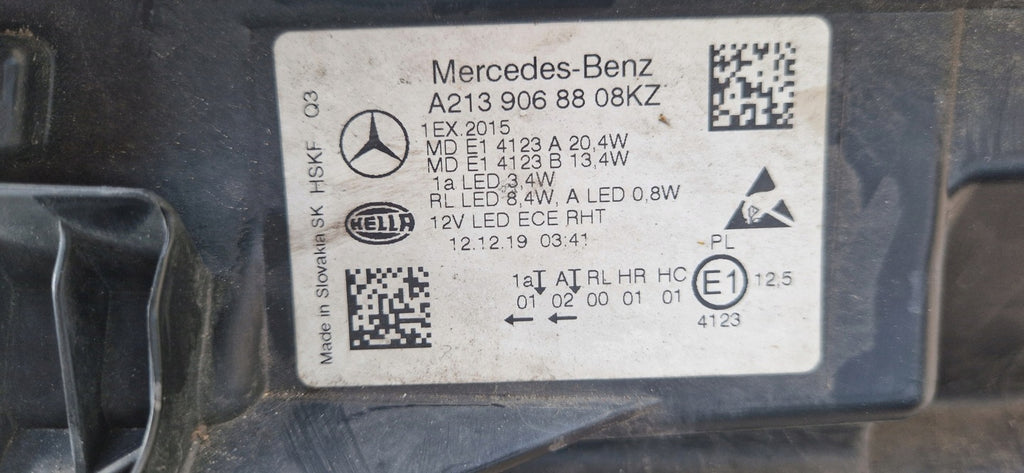 Mercedes-Benz
A213 906 88 08KZ
1EX.2015
MD E1 4123 A 20,4W
MD E1 4123 B 13,4W
1a LED 3,4W
RL LED 8,4W, A LED 0,8W
12V LED ECE RHT
12.12.19 03:41
HELLA
Made in Slovakia SK HSKF Q3
PL
1a A RL HR HC E1 12,5
01 02 00 01 01
4123